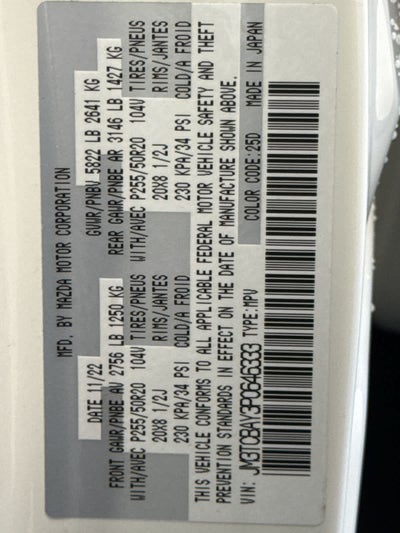 MFD. BY MAZDA MOTOR CORPORATION
DATE 11/22 GVWR/PNBV 5822 LB 2641 KG
FRONT GAWR/PNBE AV 2756 LB 1250 KG REAR GAWR/PNBE AR 3146 LB 1427 KG
WITH/AVEC P255/50R20 104V TIRES/PNEUS WITH/AVEC P255/50R20 104V TIRES/PNEUS
20X8 1/2J RIMS/JANTES 20X8 1/2J RIMS/JANTES
230 KPA/34 PSI COLD/A FROID 230 KPA/34 PSI COLD/A FROID
THIS VEHICLE CONFORMS TO ALL APPLICABLE FEDERAL MOTOR VEHICLE SAFETY AND THEFT
PREVENTION STANDARDS IN EFFECT ON THE DATE OF MANUFACTURE SHOWN ABOVE.
VIN: JM3TCBAY3P0646333 TYPE:MPV COLOR CODE:25D MADE IN JAPAN